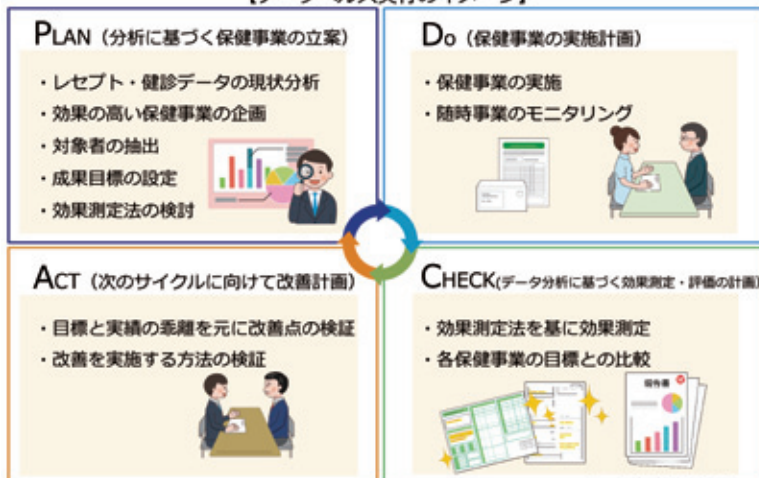 PLAN（分析に基づく保健事業の立案）
・レセプト・健診データの現状分析
・効果の高い保健事業の企画
・対象者の抽出
・成果目標の設定
・効果測定法の検討
DO（保健事業の実施計画）
・保健事業の実施
・随時事業のモニタリング
ACT（次のサイクルに向けて改善計画）
・目標と実績の乖離を元に改善点の検証
・改善を実施する方法の検証
CHECK(データ分析に基づく効果測定・評価の計画)
・効果測定法を基に効果測定
・各保健事業の目標との比較
報告書